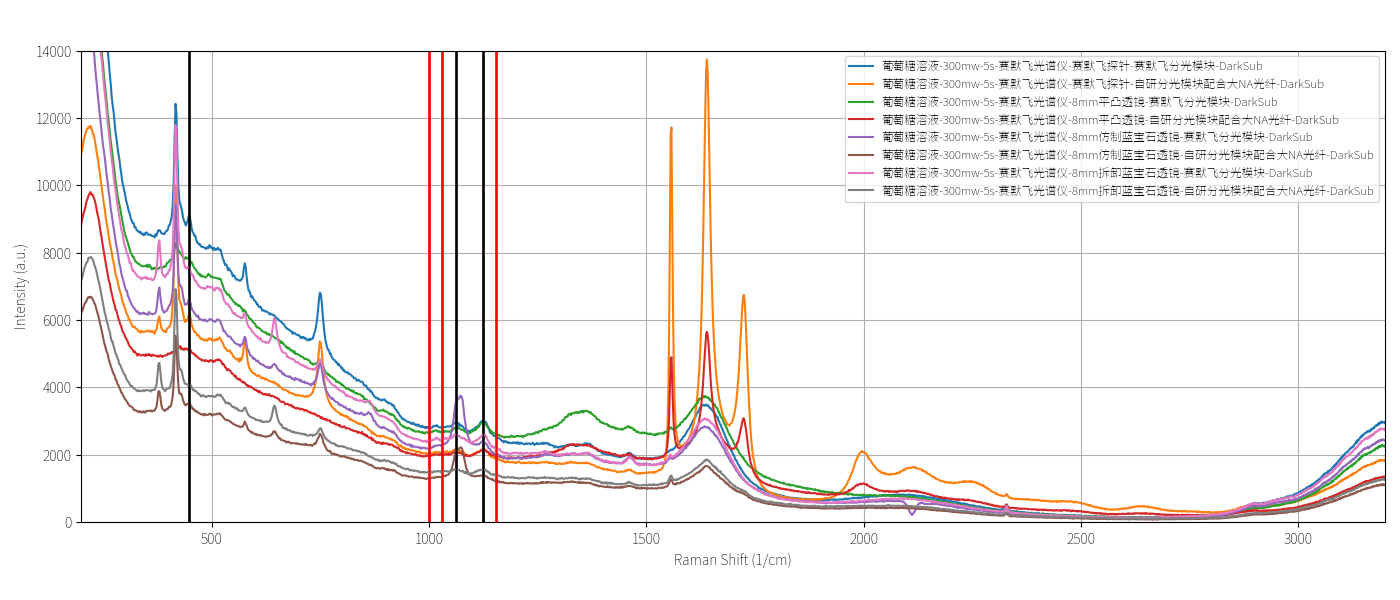 14000
12000
10000
8000
6000
4000
2000
0
Intensity (a.u.)
葡萄糖溶液-300mw-5s-赛默飞光谱仪-赛默飞探针-赛默飞分光模块-DarkSub
葡萄糖溶液-300mw-5s-赛默飞光谱仪-赛默飞探针-自研分光模块配合大NA光纤-DarkSub
葡萄糖溶液-300mw-5s-赛默飞光谱仪-8mm平凸透镜-赛默飞分光模块-DarkSub
葡萄糖溶液-300mw-5s-赛默飞光谱仪-8mm平凸透镜-自研分光模块配合大NA光纤-DarkSub
葡萄糖溶液-300mw-5s-赛默飞光谱仪-8mm仿制蓝宝石透镜-赛默飞分光模块-DarkSub
葡萄糖溶液-300mw-5s-赛默飞光谱仪-8mm仿制蓝宝石透镜-自研分光模块配合大NA光纤-DarkSub
葡萄糖溶液-300mw-5s-赛默飞光谱仪-8mm拆卸蓝宝石透镜-赛默飞分光模块-DarkSub
葡萄糖溶液-300mw-5s-赛默飞光谱仪-8mm拆卸蓝宝石透镜-自研分光模块配合大NA光纤-DarkSub
500 1000 1500 2000 2500 3000
Raman Shift (1/cm)